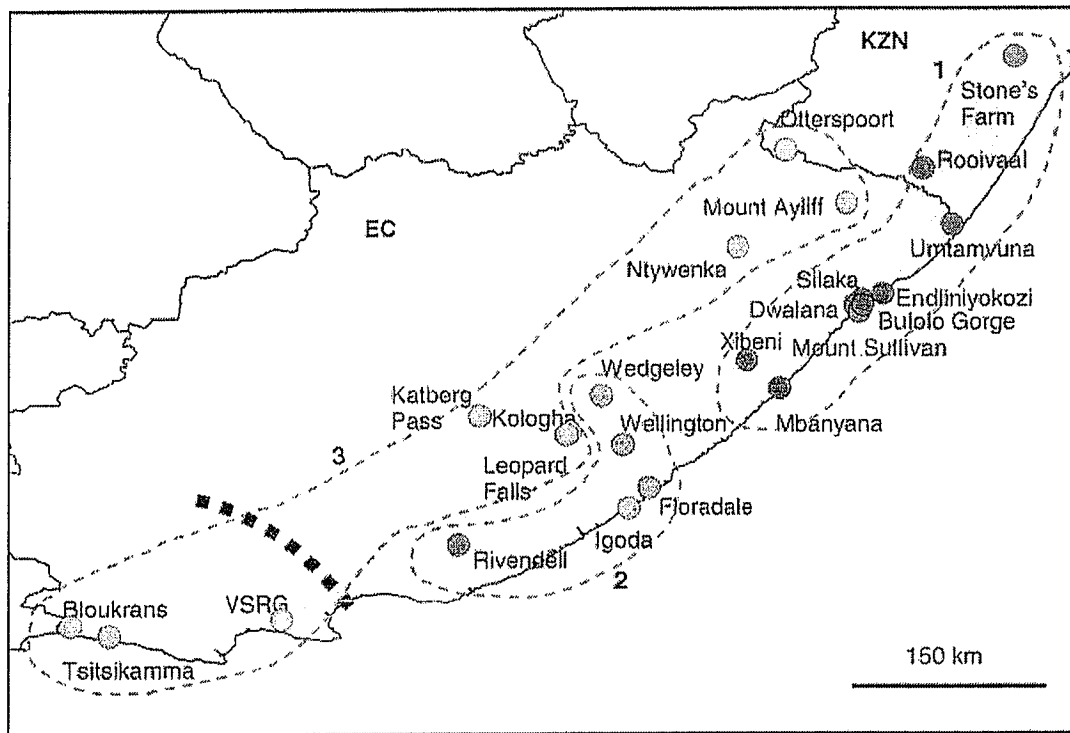 KZN
1
Stone's
Farm
Otterspoort
Rooivaal
Mount Ayliff
EC
Umtamvuna
Ntywenka
Silaka
Endliniyokozi
Dwalana
Bulolo Gorge
Xibeni
Mount Sullivan
Wedgeley
Katberg
Pass
Kologha
Wellington
Mbányana
3
Leopard
Falls
Floradale
Igoda
Rivendell
2
VSRG
Bloukrans
Tsitsikamma
150 km